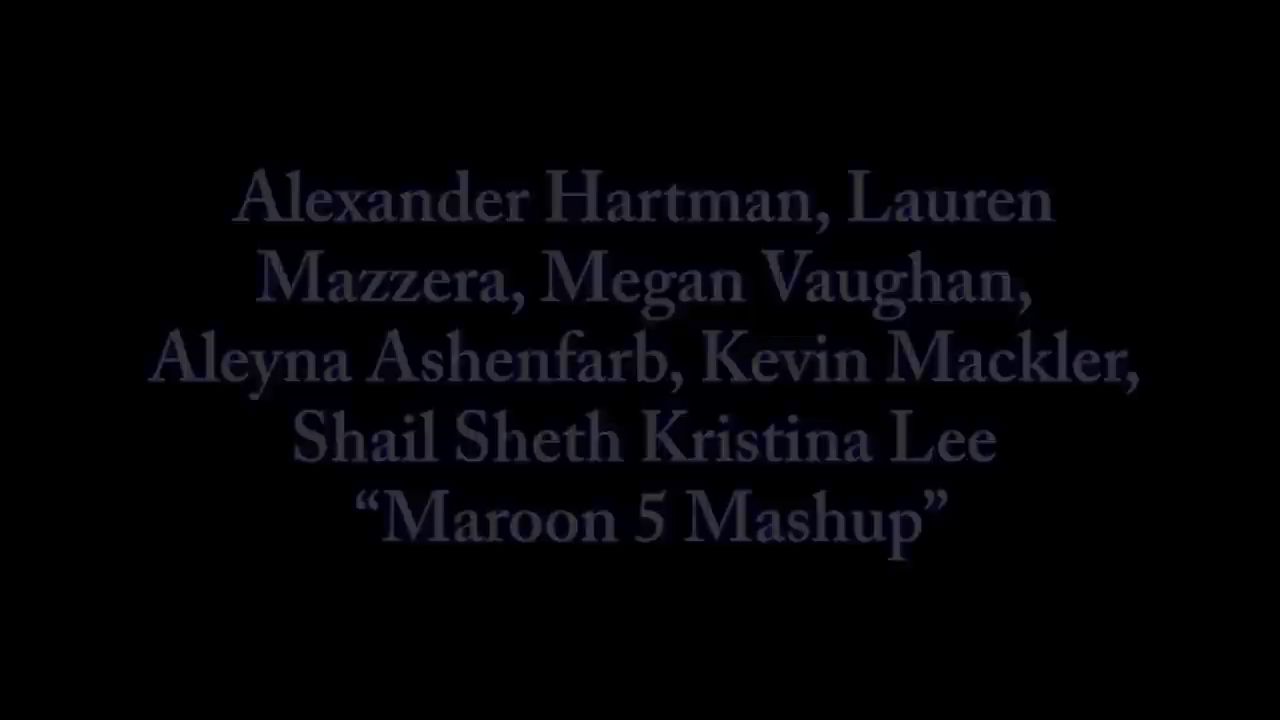 Alexander Hartman, Lauren
Mazzera, Megan Vaughan,
Aleyna Ashenfarb, Kevin Mackler,
Shail Sheth Kristina Lee
“Maroon 5 Mashup”